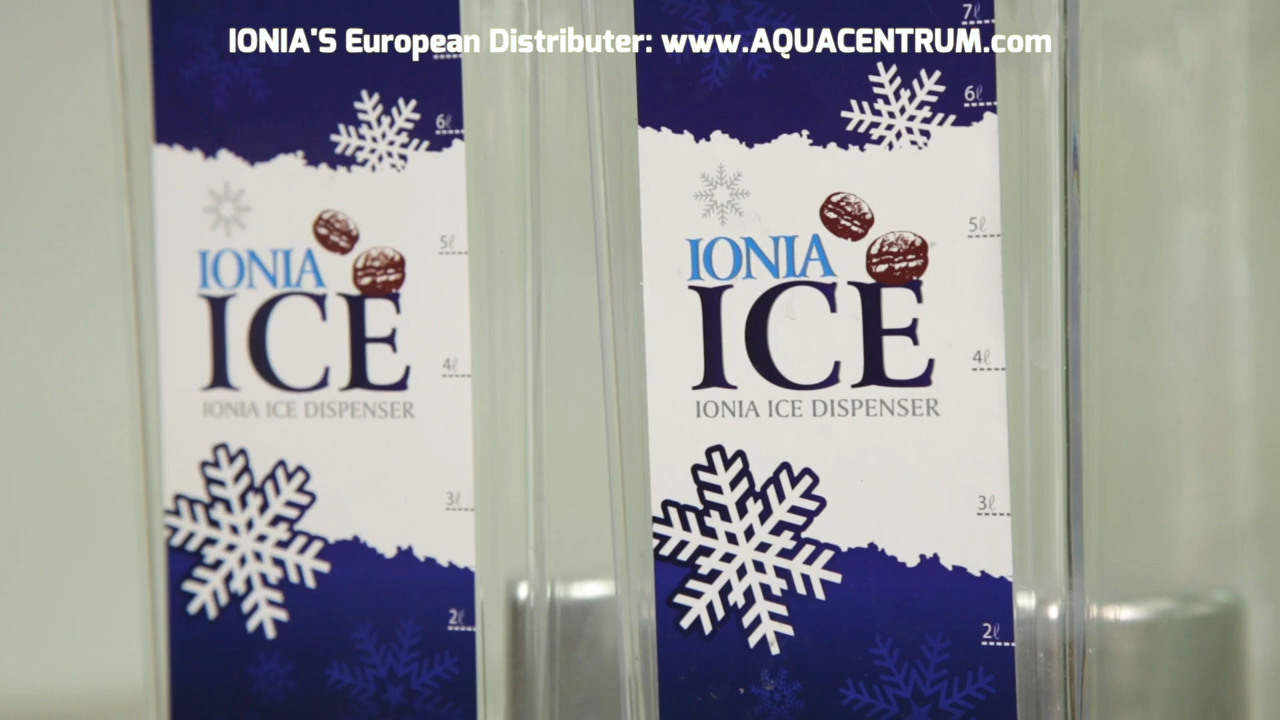 IONIA'S European Distributer: www.AQUACENTRUM.com
6ℓ
5ℓ
IONIA
ICE
4ℓ
IONIA ICE DISPENSER
3ℓ
2ℓ
7ℓ
6ℓ
5ℓ
IONIA
ICE
4ℓ
IONIA ICE DISPENSER
3ℓ
2ℓ